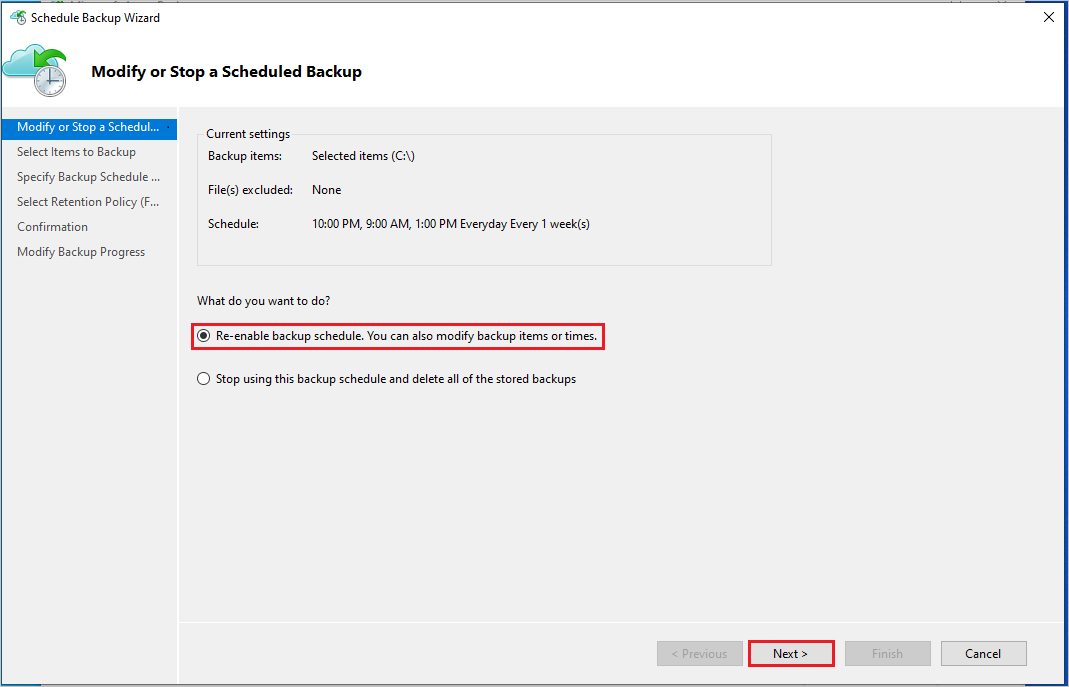 Schedule Backup Wizard
Modify or Stop a Scheduled Backup
Modify or Stop a Schedul...
Select Items to Backup
Specify Backup Schedule ...
Select Retention Policy (F...
Confirmation
Modify Backup Progress
Current settings
Backup items: Selected items (C:\)
File(s) excluded: None
Schedule: 10:00 PM, 9:00 AM, 1:00 PM Everyday Every 1 week(s)
What do you want to do?
Re-enable backup schedule. You can also modify backup items or times.
Stop using this backup schedule and delete all of the stored backups
< Previous
Next >
Finish
Cancel